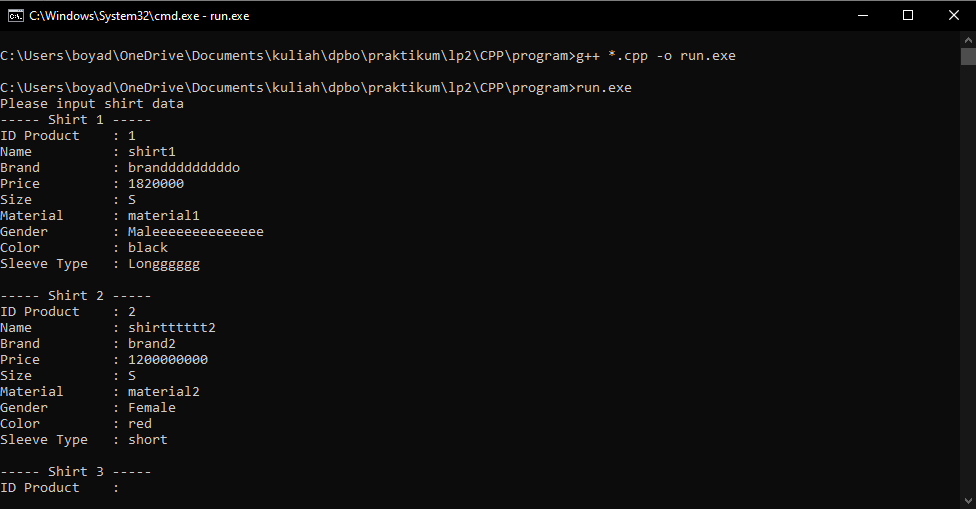 C:\Windows\System32\cmd.exe - run.exe
C:\Users\boyad\OneDrive\Documents\kuliah\dpbo\praktikum\lp2\CPP\program>g++ *.cpp -o run.exe
C:\Users\boyad\OneDrive\Documents\kuliah\dpbo\praktikum\lp2\CPP\program>run.exe
Please input shirt data
----- Shirt 1 -----
ID Product    : 1
Name          : shirt1
Brand         : brandddddddddo
Price         : 1820000
Size          : S
Material      : material1
Gender        : Maleeeeeeeeeeeeee
Color         : black
Sleeve Type   : Longggggg
----- Shirt 2 -----
ID Product    : 2
Name          : shirtttttt2
Brand         : brand2
Price         : 1200000000
Size          : S
Material      : material2
Gender        : Female
Color         : red
Sleeve Type   : short
----- Shirt 3 -----
ID Product    :